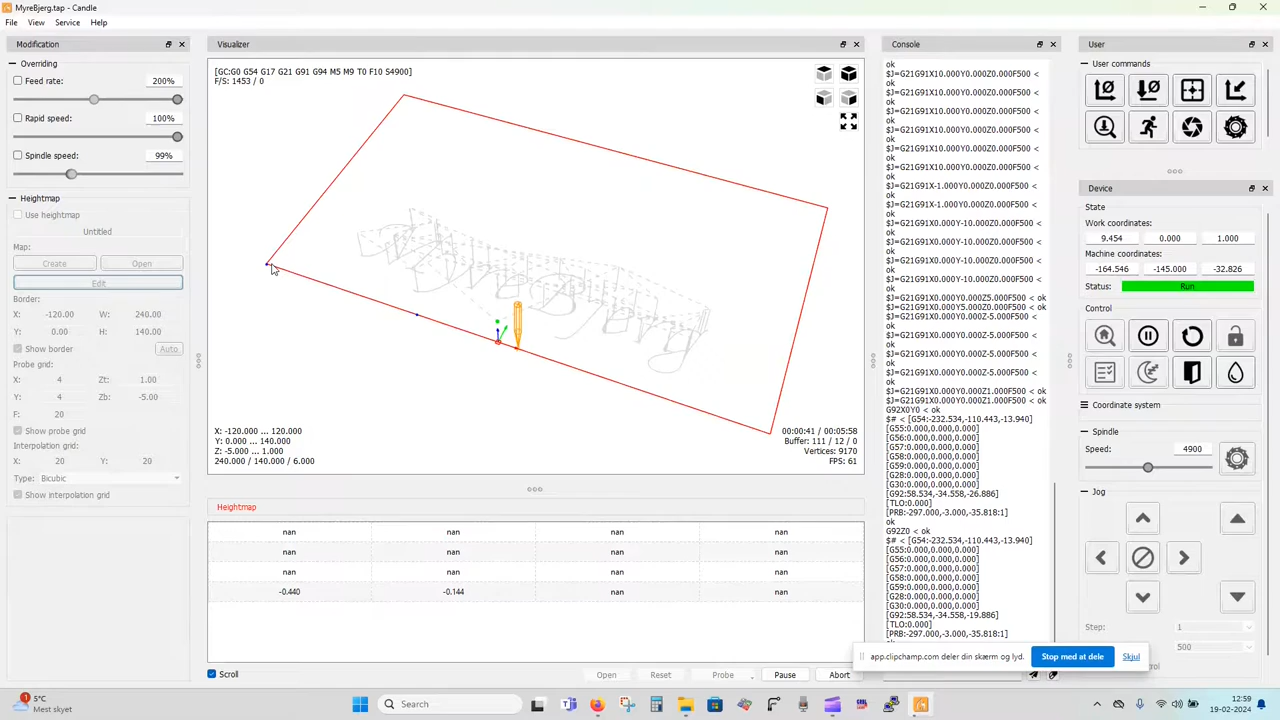 MyreBjerg.tap - Candle
File View Service Help
Modification
Overriding
Feed rate: 200%
Rapid speed: 100%
Spindle speed: 99%
Heightmap
Use heightmap
Untitled
Map:
Create Open
Edit
Border:
X: -120.00 W: 240.00
Y: 0.00 H: 140.00
Show border Auto
Probe grid:
X: 4 Zt: 1.00
Y: 4 Zb: -5.00
F: 20
Show probe grid
Interpolation grid:
X: 20 Y: 20
Type: Bicubic
Show interpolation grid
Visualizer
[GC:G0 G54 G17 G21 G91 G94 M5 M9 T0 F10 S4900]
F/S: 1453 / 0
X: -120.000 ... 120.000
Y: 0.000 ... 140.000
Z: -5.000 ... 1.000
240.000 / 140.000 / 6.000
00:00:41 / 00:05:58
Buffer: 111 / 12 / 0
Vertices: 9170
FPS: 61
Heightmap
nan nan nan nan
nan nan nan nan
nan nan nan nan
-0.440 -0.144 nan nan
Scroll
Open Reset Probe Pause Abort
Console
ok
$J=G21G91X10.000Y0.000Z0.000F500 <
ok
$J=G21G91X10.000Y0.000Z0.000F500 <
ok
$J=G21G91X10.000Y0.000Z0.000F500 <
ok
$J=G21G91X10.000Y0.000Z0.000F500 <
ok
$J=G21G91X10.000Y0.000Z0.000F500 <
ok
$J=G21G91X10.000Y0.000Z0.000F500 <
ok
$J=G21G91X-1.000Y0.000Z0.000F500 <
ok
$J=G21G91X-1.000Y0.000Z0.000F500 <
ok
$J=G21G91X0.000Y-10.000Z0.000F500 <
ok
$J=G21G91X0.000Y-10.000Z0.000F500 <
ok
$J=G21G91X0.000Y-10.000Z0.000F500 <
ok
$J=G21G91X0.000Y-10.000Z0.000F500 <
ok
$J=G21G91X0.000Y0.000Z5.000F500 < ok
$J=G21G91X0.000Y0.000Z5.000F500 < ok
$J=G21G91X0.000Y0.000Z-5.000F500 <
ok
$J=G21G91X0.000Y0.000Z-5.000F500 <
ok
$J=G21G91X0.000Y0.000Z-5.000F500 <
ok
$J=G21G91X0.000Y0.000Z-5.000F500 <
ok
$J=G21G91X0.000Y0.000Z1.000F500 < ok
$J=G21G91X0.000Y0.000Z1.000F500 < ok
G92X0Y0 < ok
$# < [G54:-232.534,-110.443,-13.940]
[G55:0.000,0.000,0.000]
[G56:0.000,0.000,0.000]
[G57:0.000,0.000,0.000]
[G58:0.000,0.000,0.000]
[G59:0.000,0.000,0.000]
[G28:0.000,0.000,0.000]
[G30:0.000,0.000,0.000]
[G92:58.534,-34.558,-26.886]
[TLO:0.000]
[PRB:-297.000,-3.000,-35.818:1]
ok
G92Z0 < ok
$# < [G54:-232.534,-110.443,-13.940]
[G55:0.000,0.000,0.000]
[G56:0.000,0.000,0.000]
[G57:0.000,0.000,0.000]
[G58:0.000,0.000,0.000]
[G59:0.000,0.000,0.000]
[G28:0.000,0.000,0.000]
[G30:0.000,0.000,0.000]
[G92:58.534,-34.558,-19.886]
[TLO:0.000]
[PRB:-297.000,-3.000,-35.818:1]
User
User commands
Device
State
Work coordinates:
9.454 0.000 1.000
Machine coordinates:
-164.546 -145.000 -32.826
Status: Run
Control
Coordinate system
Spindle
Speed: 4900
Jog
Step: 1
500
app.clipchamp.com deler din skærm og lyd.
Stop med at dele
Skjul
5°C
Mest skyet
Search
12:59
19-02-2024